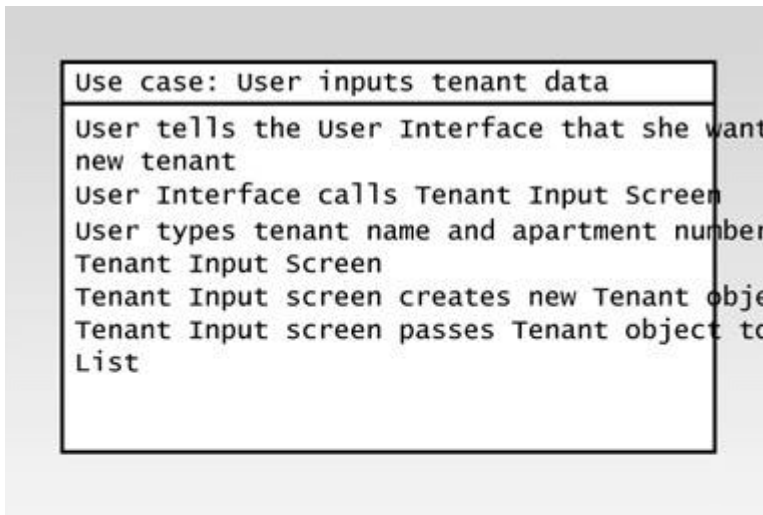 Use case: User inputs tenant data
User tells the User Interface that she want
new tenant
User Interface calls Tenant Input Screen
User types tenant name and apartment number
Tenant Input Screen
Tenant Input screen creates new Tenant obje
Tenant Input screen passes Tenant object to
List